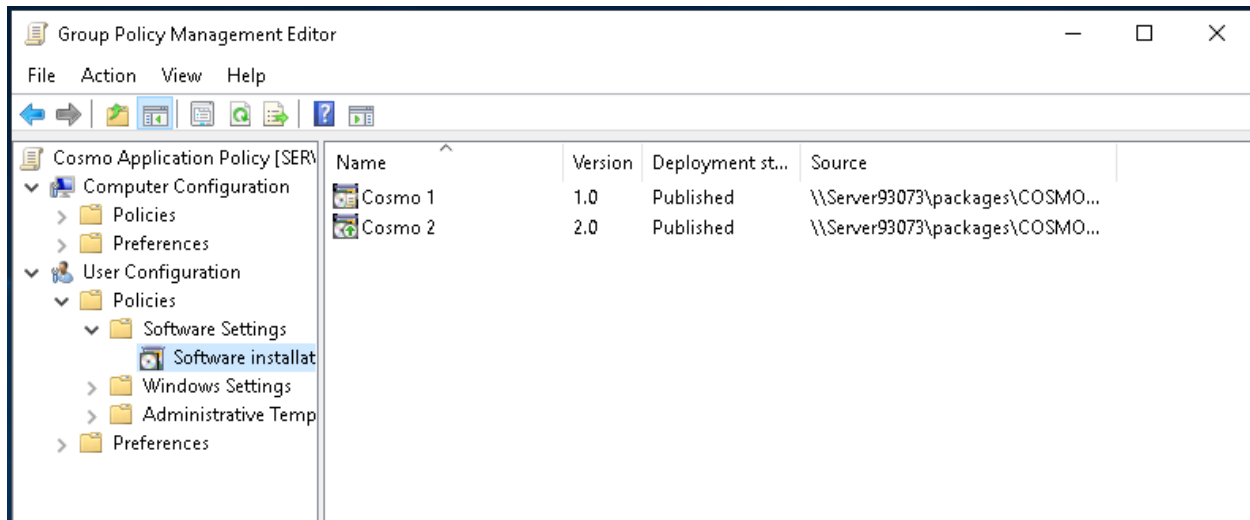 Group Policy Management Editor
File Action View Help
Cosmo Application Policy [SERV
Computer Configuration
Policies
Preferences
User Configuration
Policies
Software Settings
Software installat
Windows Settings
Administrative Temp
Preferences
Name Version Deployment st... Source
Cosmo 1 1.0 Published \\Server93073\packages\COSMO...
Cosmo 2 2.0 Published \\Server93073\packages\COSMO...